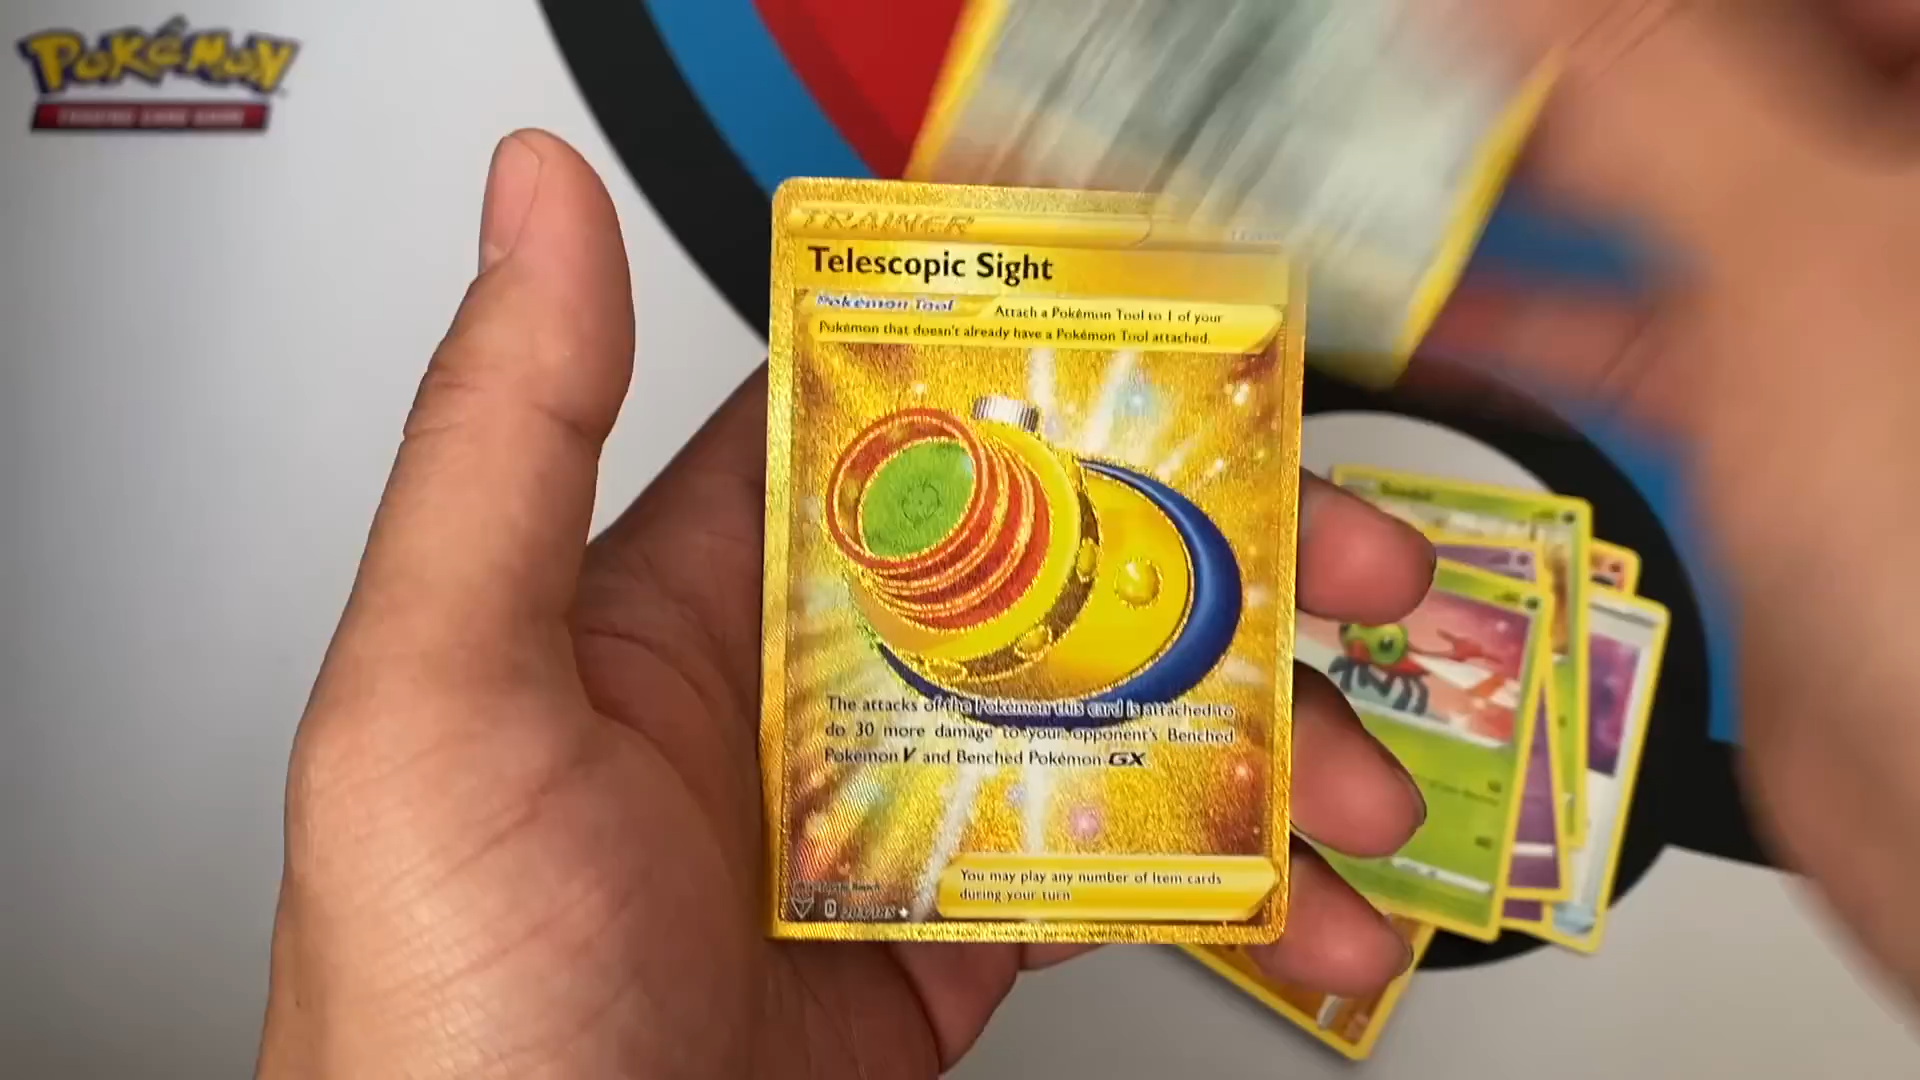 POKÉMON
TRADING CARD GAME
TRAINER
Telescopic Sight
Pokémon Tool
Attach a Pokémon Tool to 1 of your
Pokémon that doesn't already have a Pokémon Tool attached.
The attacks of the Pokémon this card is attached to
do 30 more damage to your opponent's Benched
Pokémon V and Benched Pokémon GX
You may play any number of Item cards
during your turn
D 203/185